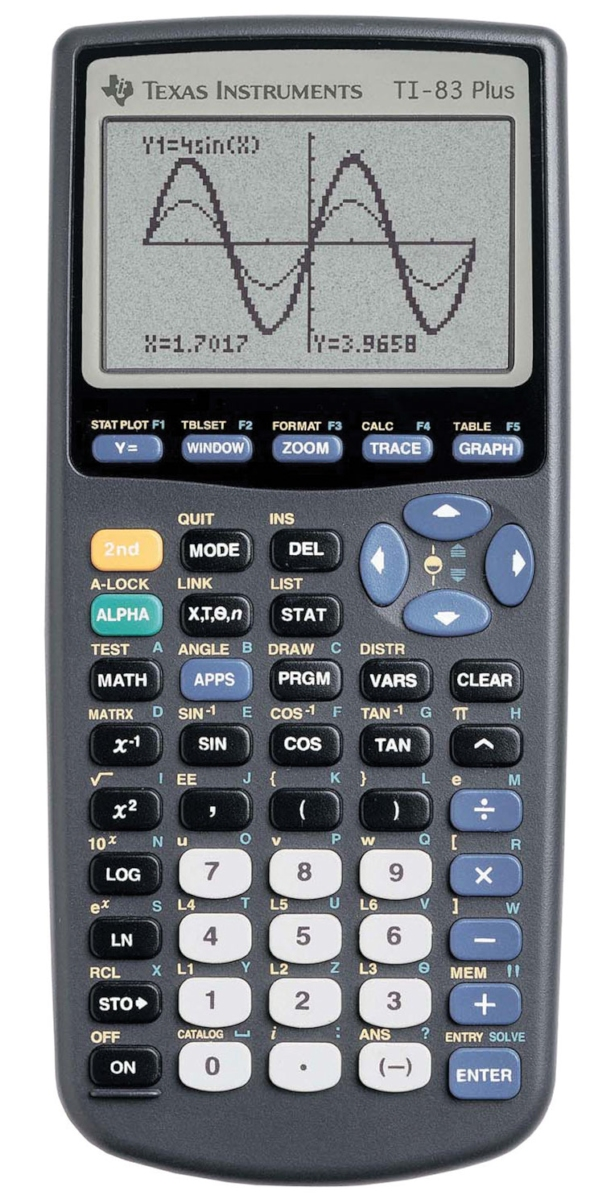 TEXAS INSTRUMENTS TI-83 Plus
Y1=4sin(X)
X=1.7017 Y=3.9658
STAT PLOT F1 TBLSET F2 FORMAT F3 CALC F4 TABLE F5
Y= WINDOW ZOOM TRACE GRAPH
QUIT INS
2nd MODE DEL
A-LOCK LINK LIST
ALPHA X,T,Θ,n STAT
TEST A ANGLE B DRAW C DISTR
MATH APPS PRGM VARS CLEAR
MATRX D SIN⁻¹ E COS⁻¹ F TAN⁻¹ G π H
x⁻¹ SIN COS TAN ^
√ I EE J { K } L e M
x² , ( ) ÷
10ˣ N u O v P w Q [ R
LOG 7 8 9 ×
eˣ S L4 T L5 U L6 V ] W
LN 4 5 6 −
RCL X L1 Y L2 Z L3 θ MEM "
STO▸ 1 2 3 +
OFF CATALOG ⎵ i : ANS ? ENTRY SOLVE
ON 0 . (−) ENTER